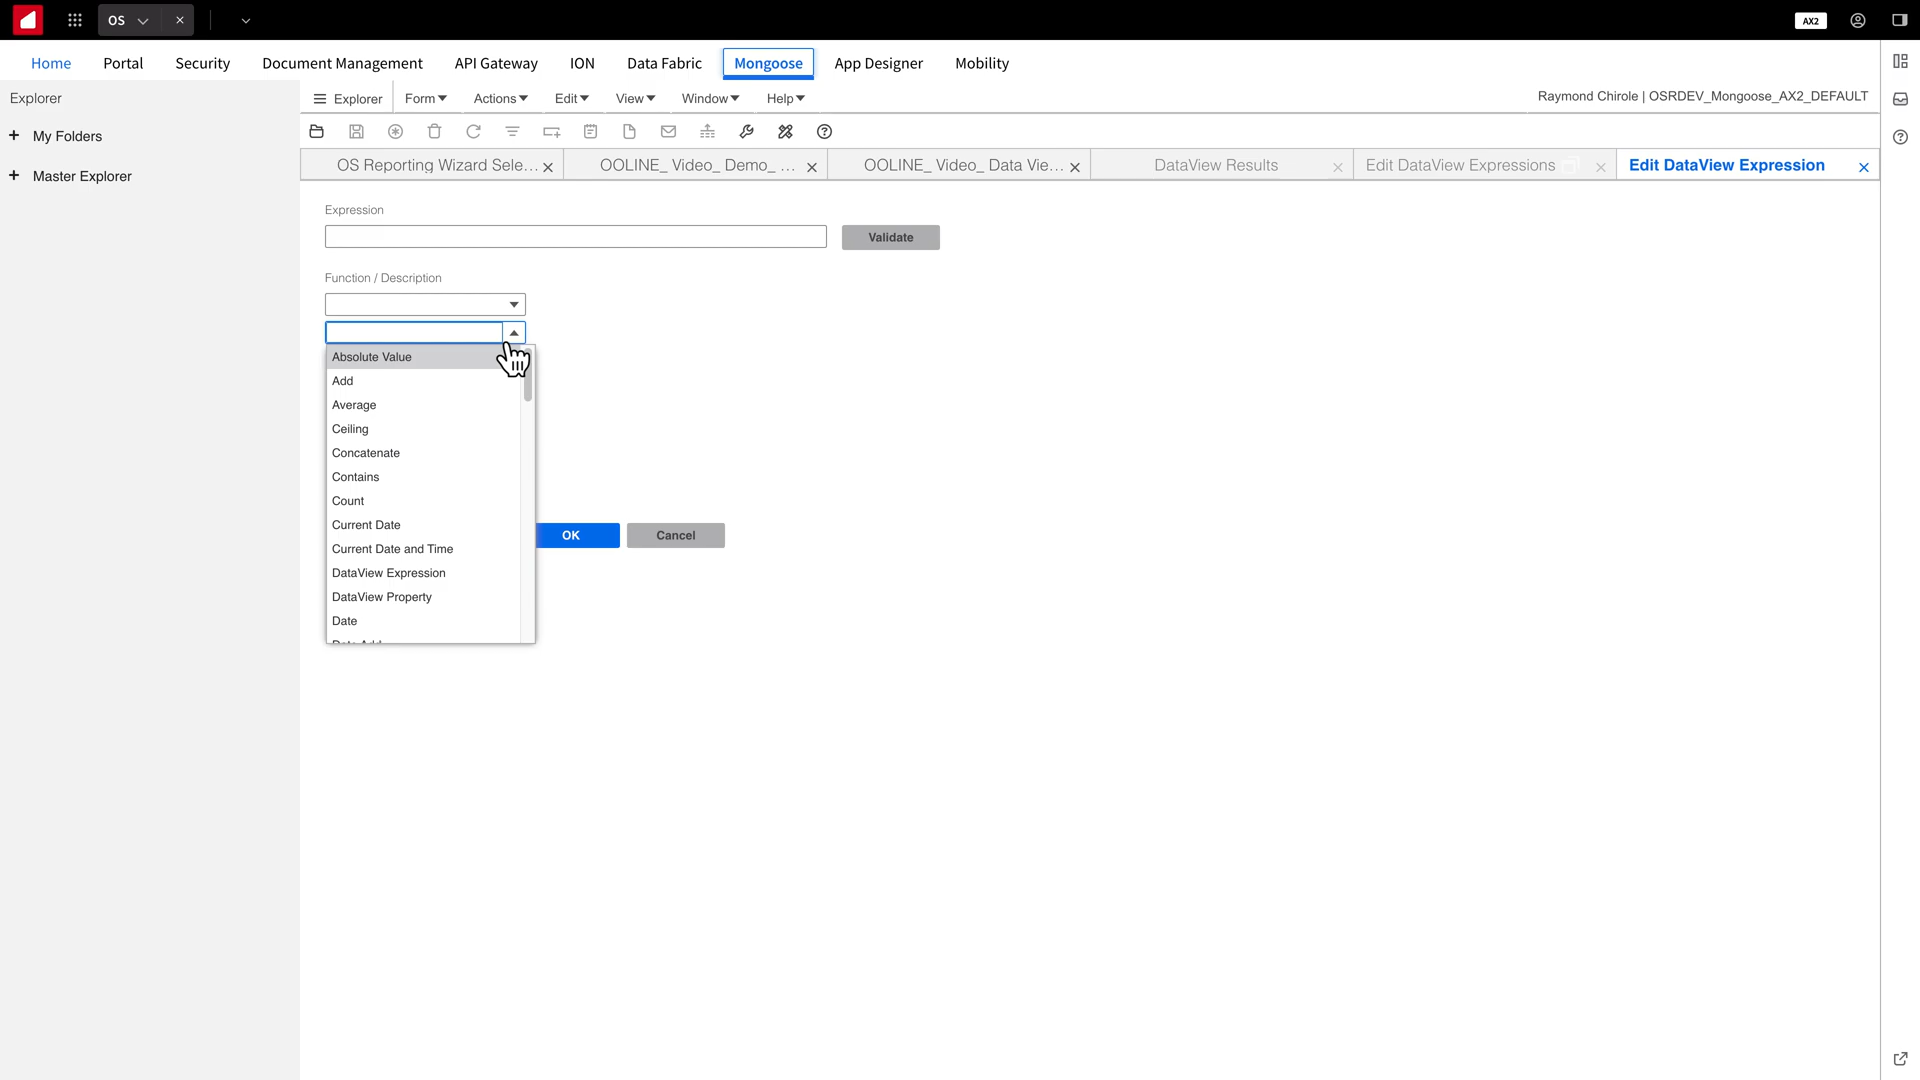 OS
AX2
Home Portal Security Document Management API Gateway ION Data Fabric Mongoose App Designer Mobility
Explorer
Explorer Form Actions Edit View Window Help
Raymond Chirole | OSRDEV_Mongoose_AX2_DEFAULT
My Folders
Master Explorer
OS Reporting Wizard Sele... OOLINE_ Video_ Demo_ ... OOLINE_ Video_ Data Vie... DataView Results Edit DataView Expressions Edit DataView Expression
Expression
Validate
Function / Description
Absolute Value
Add
Average
Ceiling
Concatenate
Contains
Count
Current Date
Current Date and Time
DataView Expression
DataView Property
Date
OK Cancel